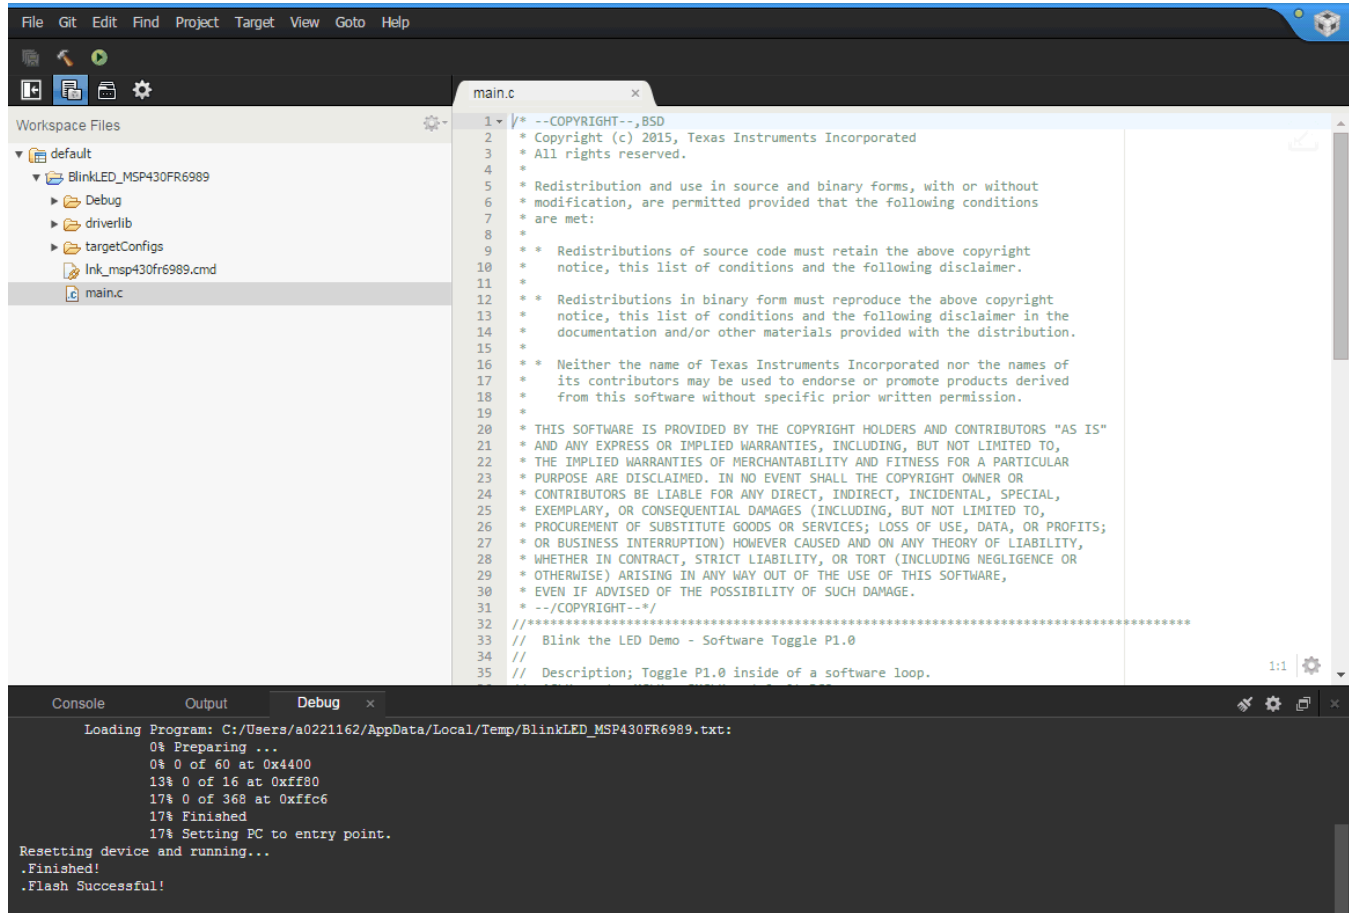 File Git Edit Find Project Target View Goto Help
main.c ×
Workspace Files
default
BlinkLED_MSP430FR6989
Debug
driverlib
targetConfigs
lnk_msp430fr6989.cmd
main.c
1 /* --COPYRIGHT--,BSD
2 * Copyright (c) 2015, Texas Instruments Incorporated
3 * All rights reserved.
4 *
5 * Redistribution and use in source and binary forms, with or without
6 * modification, are permitted provided that the following conditions
7 * are met:
8 *
9 * * Redistributions of source code must retain the above copyright
10 * notice, this list of conditions and the following disclaimer.
11 *
12 * * Redistributions in binary form must reproduce the above copyright
13 * notice, this list of conditions and the following disclaimer in the
14 * documentation and/or other materials provided with the distribution.
15 *
16 * * Neither the name of Texas Instruments Incorporated nor the names of
17 * its contributors may be used to endorse or promote products derived
18 * from this software without specific prior written permission.
19 *
20 * THIS SOFTWARE IS PROVIDED BY THE COPYRIGHT HOLDERS AND CONTRIBUTORS "AS IS"
21 * AND ANY EXPRESS OR IMPLIED WARRANTIES, INCLUDING, BUT NOT LIMITED TO,
22 * THE IMPLIED WARRANTIES OF MERCHANTABILITY AND FITNESS FOR A PARTICULAR
23 * PURPOSE ARE DISCLAIMED. IN NO EVENT SHALL THE COPYRIGHT OWNER OR
24 * CONTRIBUTORS BE LIABLE FOR ANY DIRECT, INDIRECT, INCIDENTAL, SPECIAL,
25 * EXEMPLARY, OR CONSEQUENTIAL DAMAGES (INCLUDING, BUT NOT LIMITED TO,
26 * PROCUREMENT OF SUBSTITUTE GOODS OR SERVICES; LOSS OF USE, DATA, OR PROFITS;
27 * OR BUSINESS INTERRUPTION) HOWEVER CAUSED AND ON ANY THEORY OF LIABILITY,
28 * WHETHER IN CONTRACT, STRICT LIABILITY, OR TORT (INCLUDING NEGLIGENCE OR
29 * OTHERWISE) ARISING IN ANY WAY OUT OF THE USE OF THIS SOFTWARE,
30 * EVEN IF ADVISED OF THE POSSIBILITY OF SUCH DAMAGE.
31 * --/COPYRIGHT--*/
32 //***************************************************************************************
33 // Blink the LED Demo - Software Toggle P1.0
34 //
35 // Description; Toggle P1.0 inside of a software loop.
1:1
Console Output Debug ×
Loading Program: C:/Users/a0221162/AppData/Local/Temp/BlinkLED_MSP430FR6989.txt:
0% Preparing ...
0% 0 of 60 at 0x4400
13% 0 of 16 at 0xff80
17% 0 of 368 at 0xffc6
17% Finished
17% Setting PC to entry point.
Resetting device and running...
.Finished!
.Flash Successful!